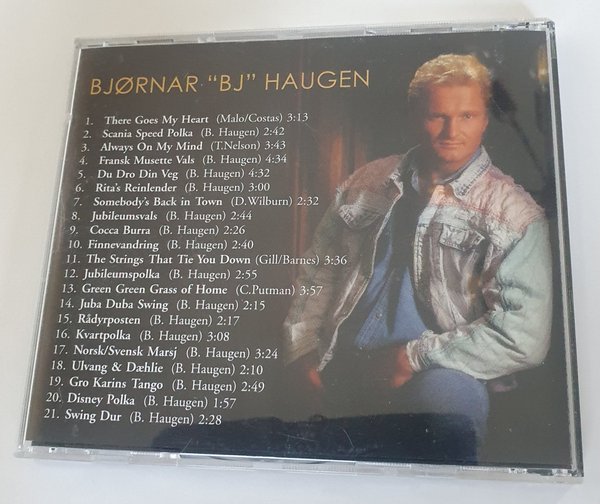 BJØRNAR "BJ" HAUGEN
1. There Goes My Heart (Malo/Costas) 3:13
2. Scania Speed Polka (B. Haugen) 2:42
3. Always On My Mind (T.Nelson) 3:43
4. Fransk Musette Vals (B. Haugen) 4:34
5. Du Dro Din Veg (B. Haugen) 4:32
6. Rita's Reinlender (B. Haugen) 3:00
7. Somebody's Back in Town (D.Wilburn) 2:32
8. Jubileumsvals (B. Haugen) 2:44
9. Cocca Burra (B. Haugen) 2:26
10. Finnevandring (B. Haugen) 2:40
11. The Strings That Tie You Down (Gill/Barnes) 3:36
12. Jubileumspolka (B. Haugen) 2:55
13. Green Green Grass of Home (C.Putman) 3:57
14. Juba Duba Swing (B. Haugen) 2:15
15. Rådyrposten (B. Haugen) 2:17
16. Kvartpolka (B. Haugen) 3:08
17. Norsk/Svensk Marsj (B. Haugen) 3:24
18. Ulvang & Dæhlie (B. Haugen) 2:10
19. Gro Karins Tango (B. Haugen) 2:49
20. Disney Polka (B. Haugen) 1:57
21. Swing Dur (B. Haugen) 2:28